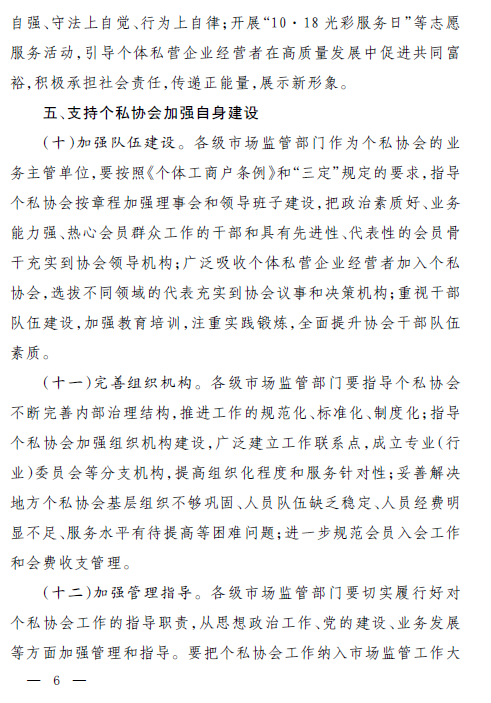 自强、守法上自觉、行为上自律;开展“10·18光彩服务日”等志愿
服务活动,引导个体私营企业经营者在高质量发展中促进共同富
裕,积极承担社会责任,传递正能量,展示新形象。
五、支持个私协会加强自身建设
(十)加强队伍建设。各级市场监管部门作为个私协会的业
务主管单位,要按照《个体工商户条例》和“三定”规定的要求,指导
个私协会按章程加强理事会和领导班子建设,把政治素质好、业务
能力强、热心会员群众工作的干部和具有先进性、代表性的会员骨
干充实到协会领导机构;广泛吸收个体私营企业经营者加入个私
协会,选拔不同领域的代表充实到协会议事和决策机构;重视干部
队伍建设,加强教育培训,注重实践锻炼,全面提升协会干部队伍
素质。
(十一)完善组织机构。各级市场监管部门要指导个私协会
不断完善内部治理结构,推进工作的规范化、标准化、制度化;指导
个私协会加强组织机构建设,广泛建立工作联系点,成立专业(行
业)委员会等分支机构,提高组织化程度和服务针对性;妥善解决
地方个私协会基层组织不够巩固、人员队伍缺乏稳定、人员经费明
显不足、服务水平有待提高等困难问题;进一步规范会员入会工作
和会费收支管理。
(十二)加强管理指导。各级市场监管部门要切实履行好对
个私协会工作的指导职责,从思想政治工作、党的建设、业务发展
等方面加强管理和指导。要把个私协会工作纳入市场监管工作大
— 6 —